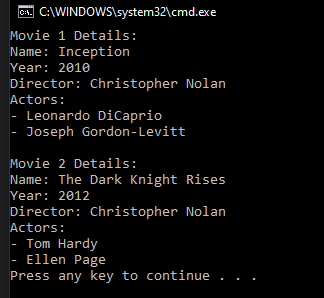 C:\WINDOWS\system32\cmd.exe
Movie 1 Details:
Name: Inception
Year: 2010
Director: Christopher Nolan
Actors:
- Leonardo DiCaprio
- Joseph Gordon-Levitt

Movie 2 Details:
Name: The Dark Knight Rises
Year: 2012
Director: Christopher Nolan
Actors:
- Tom Hardy
- Ellen Page
Press any key to continue . . .